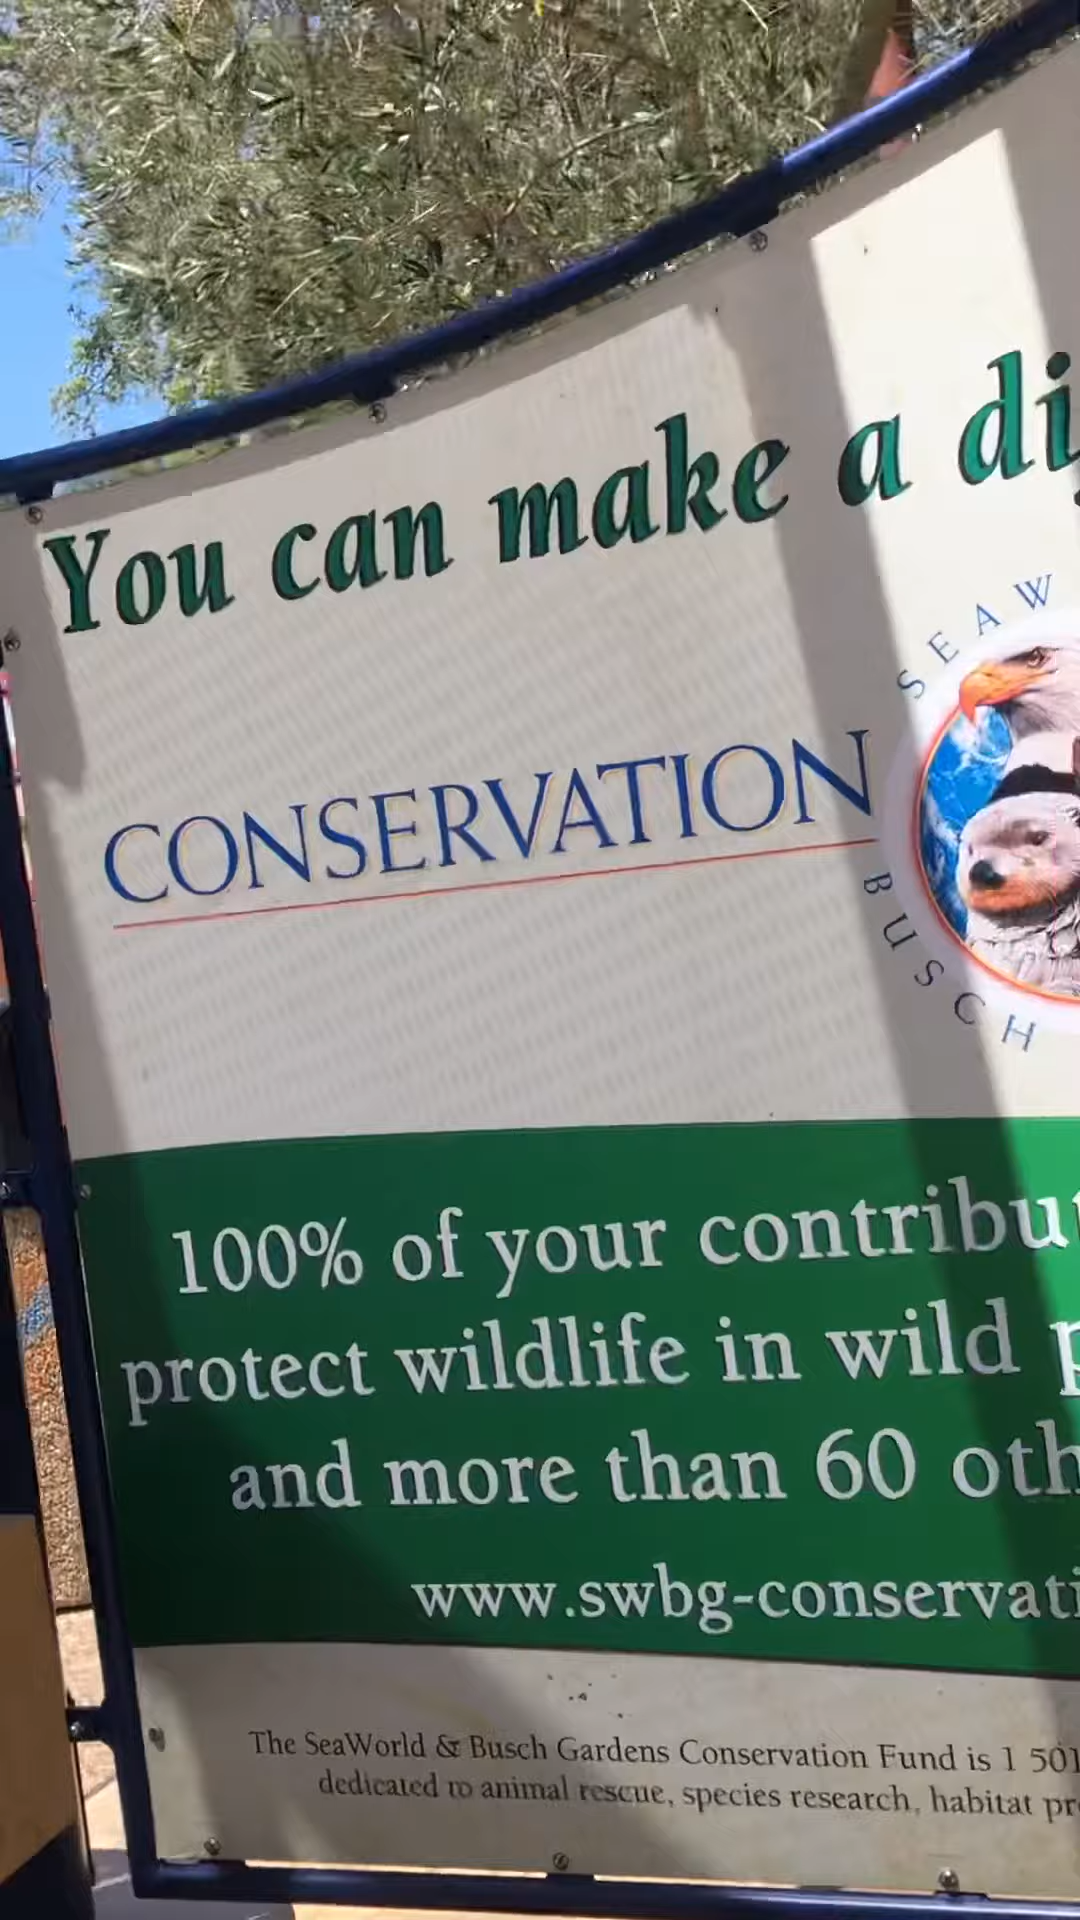 You can make a di
SEAW
CONSERVATION
BUSCH
100% of your contribu
protect wildlife in wild p
and more than 60 oth
www.swbg-conservati
The SeaWorld & Busch Gardens Conservation Fund is 1 501
dedicated to animal rescue, species research, habitat pr